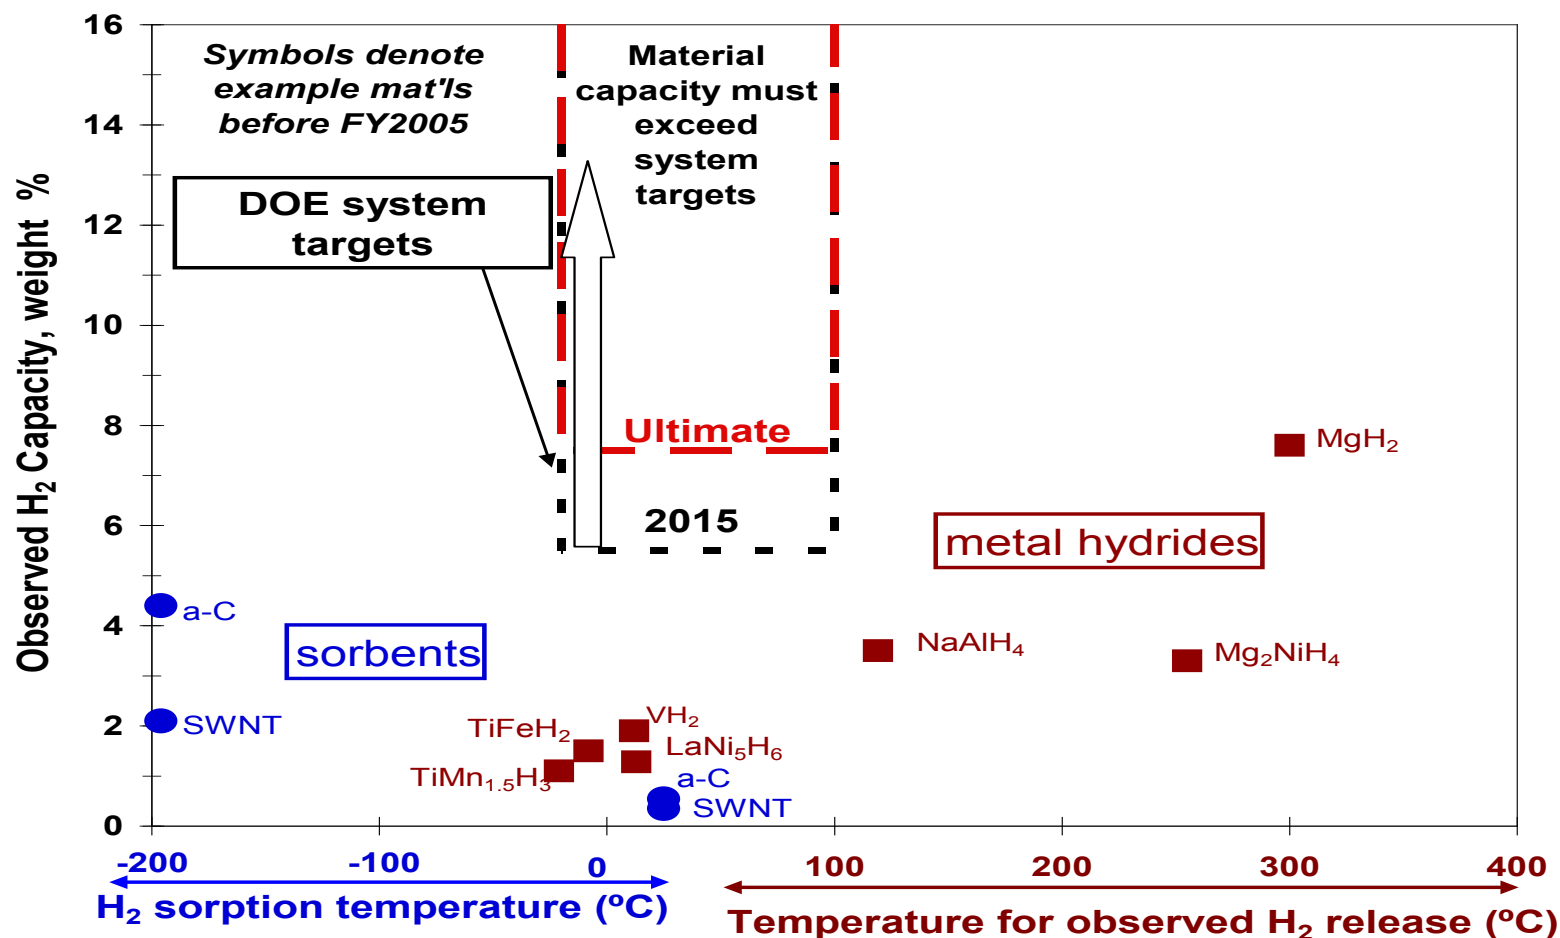 Observed H₂ Capacity, weight %
16
14
12
10
8
6
4
2
0
Symbols denote
example mat'ls
before FY2005
DOE system
targets
Material
capacity must
exceed
system
targets
Ultimate
2015
MgH₂
metal hydrides
a-C
sorbents
NaAlH₄
Mg₂NiH₄
SWNT
TiFeH₂
VH₂
LaNi₅H₆
TiMn₁.₅H₃
a-C
SWNT
-200
-100
0
100
200
300
400
H₂ sorption temperature (ºC)
Temperature for observed H₂ release (ºC)